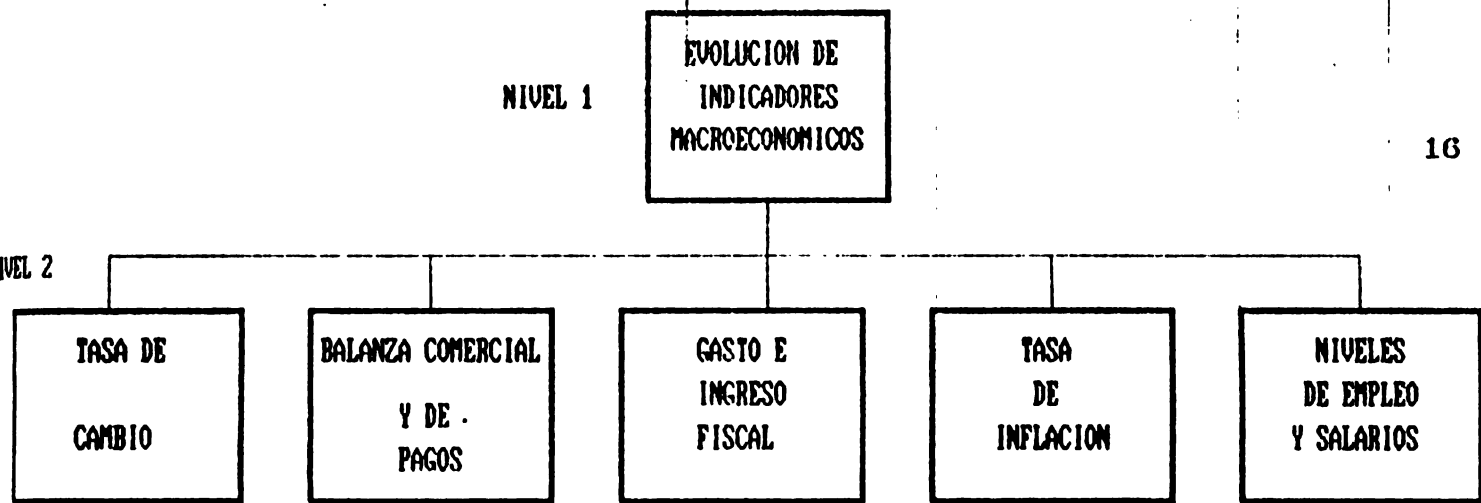 NIVEL 1
EVOLUCION DE
INDICADORES
MACROECONOMICOS
16
IVEL 2
TASA DE
CAMBIO
BALANZA COMERCIAL
Y DE .
PAGOS
GASTO E
INGRESO
FISCAL
TASA
DE
INFLACION
NIVELES
DE EMPLEO
Y SALARIOS